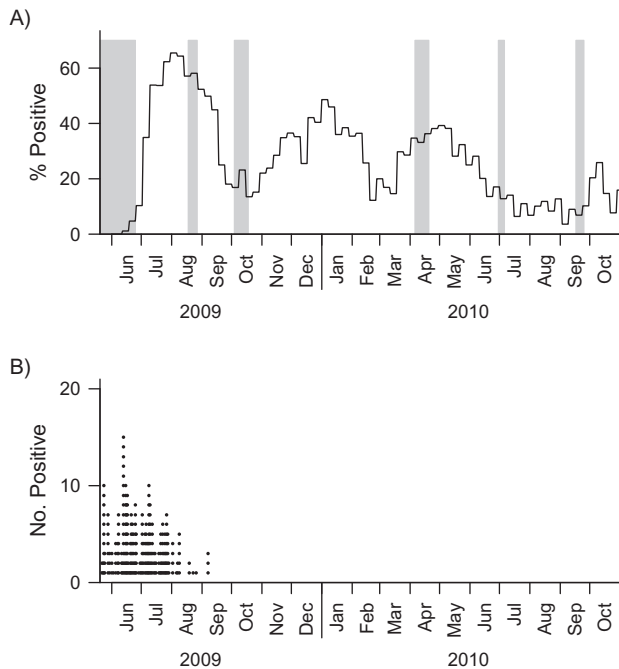 A)
% Positive
60
40
20
0
Jun Jul Aug Sep Oct Nov Dec Jan Feb Mar Apr May Jun Jul Aug Sep Oct
2009 2010
B)
No. Positive
20
10
0
Jun Jul Aug Sep Oct Nov Dec Jan Feb Mar Apr May Jun Jul Aug Sep Oct
2009 2010